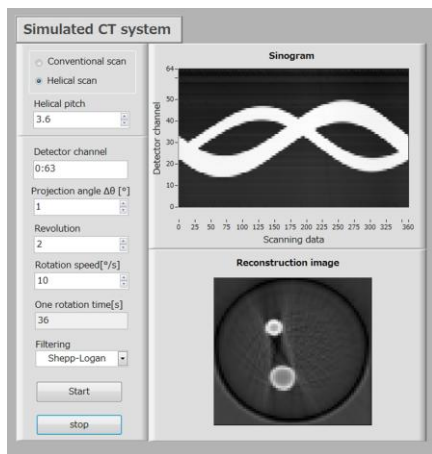 Simulated CT system
Conventional scan
Helical scan
Helical pitch
3.6
Detector channel
0:63
Projection angle Δθ [°]
1
Revolution
2
Rotation speed[°/s]
10
One rotation time[s]
36
Filtering
Shepp-Logan
Start
stop
Sinogram
Detector channel
64
50
40
30
20
10
0
0 25 50 75 100 125 150 175 200 225 250 275 300 325 360
Scanning data
Reconstruction image